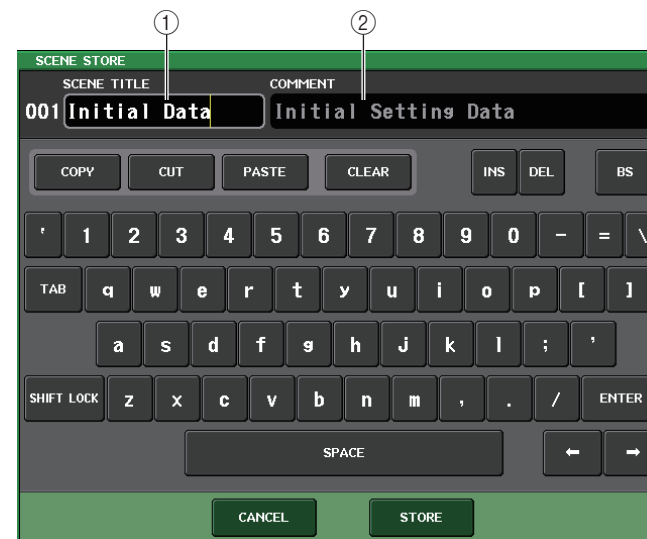 ① ②
SCENE STORE
SCENE TITLE COMMENT
001 Initial Data Initial Setting Data
COPY CUT PASTE CLEAR INS DEL BS
' 1 2 3 4 5 6 7 8 9 0 - = \
TAB q w e r t y u i o p [ ]
a s d f g h j k l ; '
SHIFT LOCK z x c v b n m , . / ENTER
SPACE ← →
CANCEL STORE